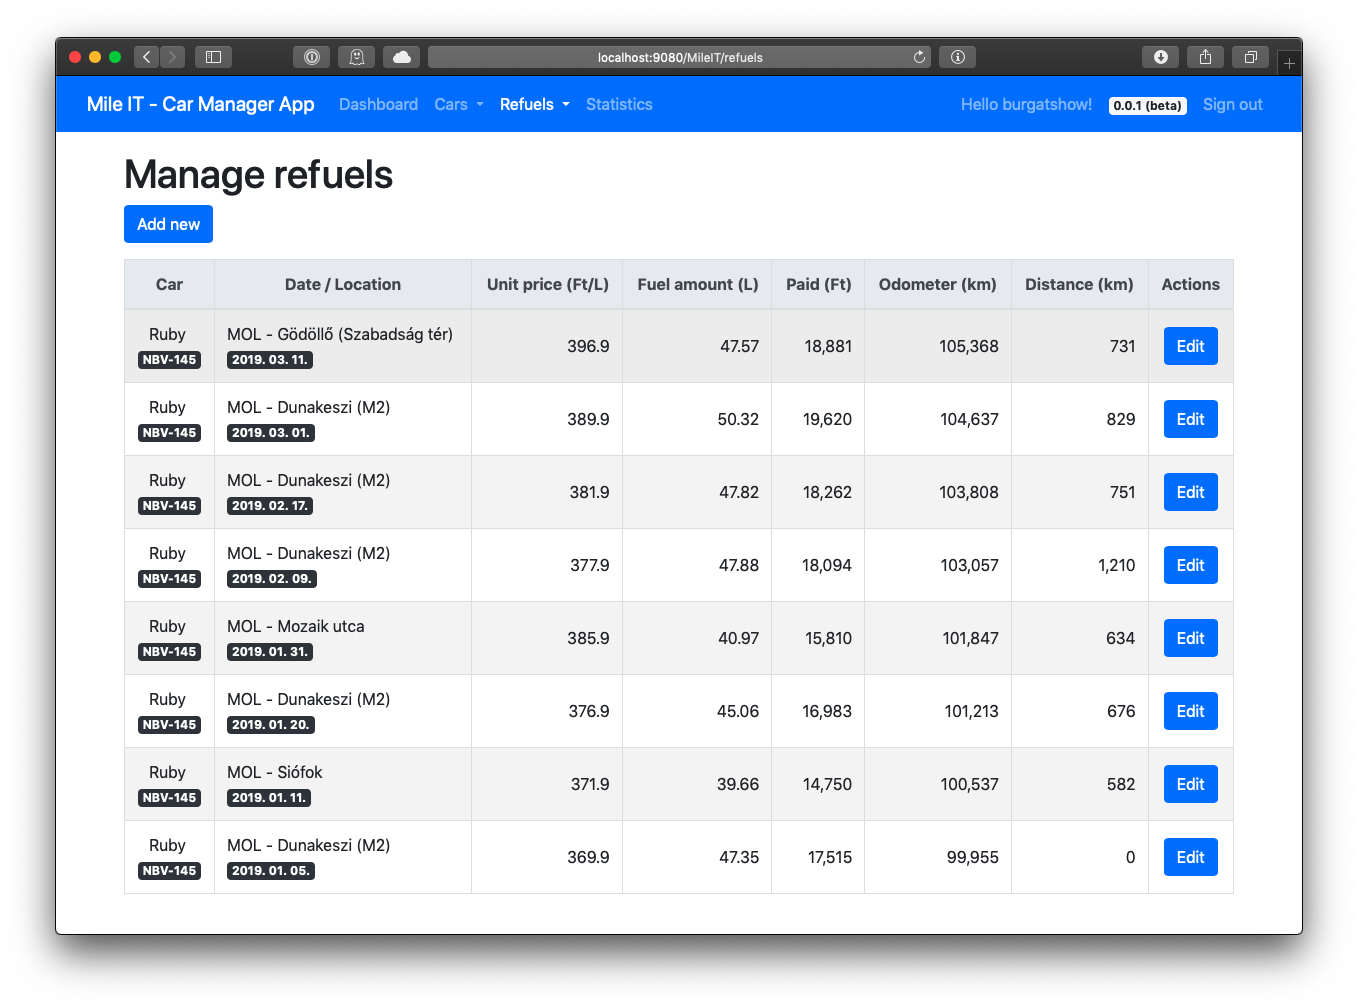 localhost:9080/MileIT/refuels
Mile IT - Car Manager App Dashboard Cars Refuels Statistics Hello burgatshow! 0.0.1 (beta) Sign out
Manage refuels
Add new
Car Date / Location Unit price (Ft/L) Fuel amount (L) Paid (Ft) Odometer (km) Distance (km) Actions
Ruby MOL - Gödöllő (Szabadság tér)
NBV-145 2019. 03. 11. 396.9 47.57 18,881 105,368 731 Edit
Ruby MOL - Dunakeszi (M2)
NBV-145 2019. 03. 01. 389.9 50.32 19,620 104,637 829 Edit
Ruby MOL - Dunakeszi (M2)
NBV-145 2019. 02. 17. 381.9 47.82 18,262 103,808 751 Edit
Ruby MOL - Dunakeszi (M2)
NBV-145 2019. 02. 09. 377.9 47.88 18,094 103,057 1,210 Edit
Ruby MOL - Mozaik utca
NBV-145 2019. 01. 31. 385.9 40.97 15,810 101,847 634 Edit
Ruby MOL - Dunakeszi (M2)
NBV-145 2019. 01. 20. 376.9 45.06 16,983 101,213 676 Edit
Ruby MOL - Siófok
NBV-145 2019. 01. 11. 371.9 39.66 14,750 100,537 582 Edit
Ruby MOL - Dunakeszi (M2)
NBV-145 2019. 01. 05. 369.9 47.35 17,515 99,955 0 Edit